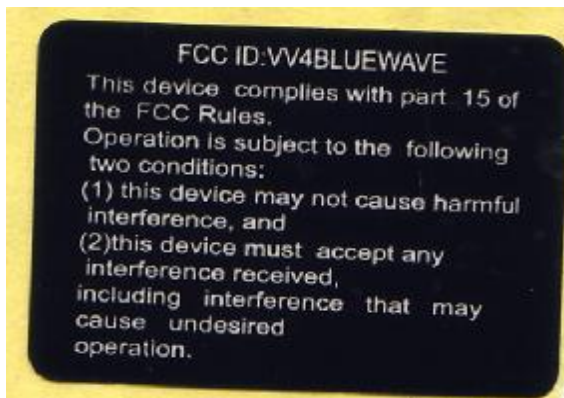 FCC ID:VV4BLUEWAVE
This device complies with part 15 of
the FCC Rules.
Operation is subject to the following
two conditions:
(1) this device may not cause harmful
interference, and
(2)this device must accept any
interference received,
including interference that may
cause undesired
operation.